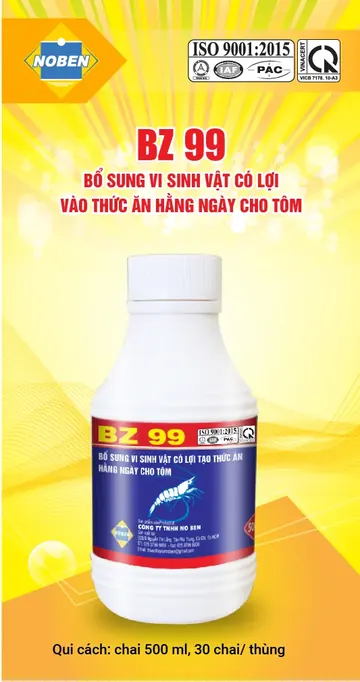 NOBEN
ISO 9001:2015
IAF
PAC
VINACERT
VICB 7178. 10-A3
BZ 99
BỔ SUNG VI SINH VẬT CÓ LỢI
VÀO THỨC ĂN HẰNG NGÀY CHO TÔM
BZ 99
ISO 9001:2015
IAF
PAC
BỔ SUNG VI SINH VẬT CÓ LỢI TẠO THỨC ĂN
HẰNG NGÀY CHO TÔM
NOBEN
CÔNG TY TNHH NO BEN
Qui cách: chai 500 ml, 30 chai/ thùng